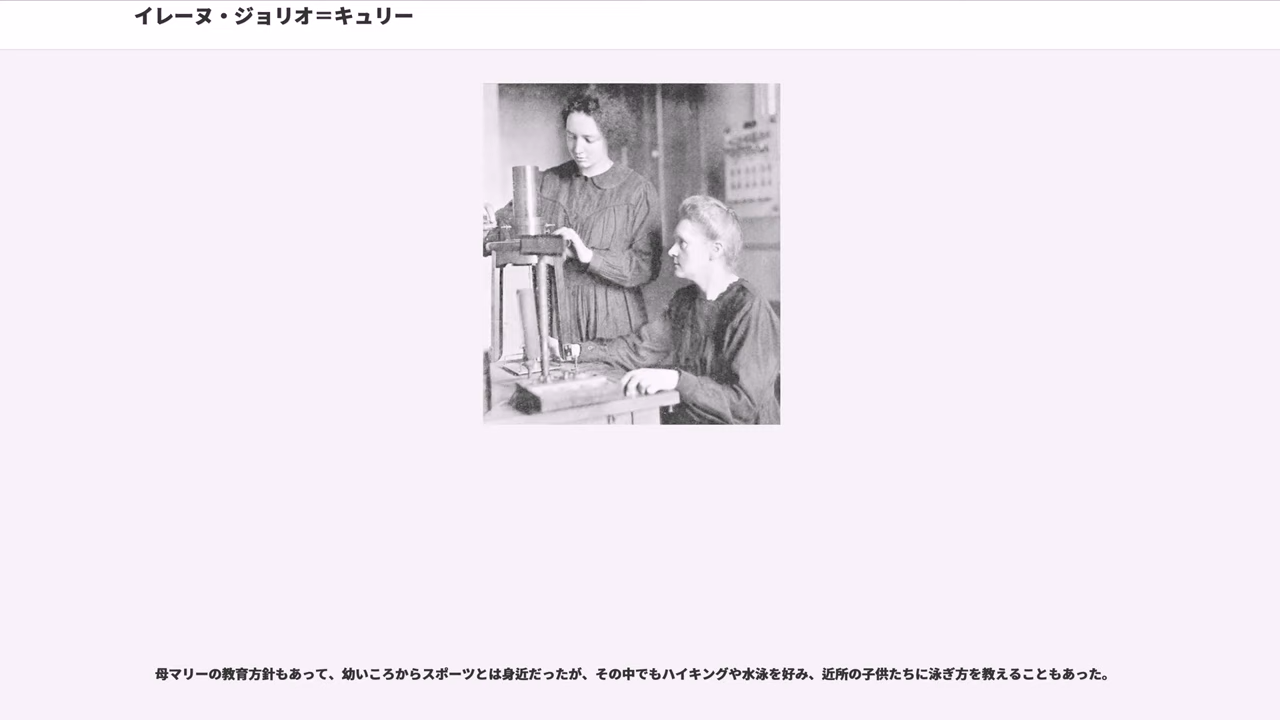 イレーヌ・ジョリオ＝キュリー
母マリーの教育方針もあって、幼いころからスポーツとは身近だったが、その中でもハイキングや水泳を好み、近所の子供たちに泳ぎ方を教えることもあった。